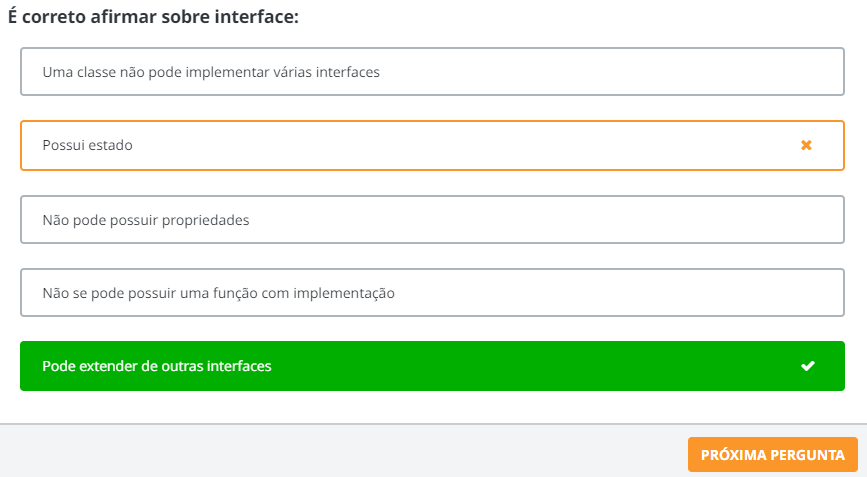 É correto afirmar sobre interface:
Uma classe não pode implementar várias interfaces
Possui estado
Não pode possuir propriedades
Não se pode possuir uma função com implementação
Pode extender de outras interfaces
PRÓXIMA PERGUNTA